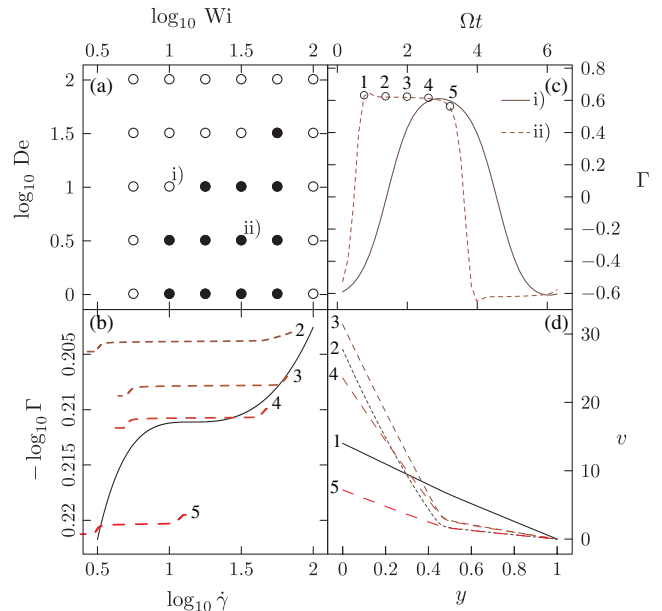 log₁₀ Wi
Ωt
0.5 1 1.5 2
0 2 4 6
(a)
2
1.5
1
0.5
0
log₁₀ De
i)
ii)
(c)
1 2 3 4 5
i)
ii)
0.8
0.6
0.4
0.2
0
−0.2
−0.4
−0.6
Γ
(b)
0.205
0.21
0.215
0.22
− log₁₀ Γ
2
3
4
5
(d)
3
2
4
1
5
30
20
10
0
v
0.5 1 1.5 2
0 0.2 0.4 0.6 0.8 1
log₁₀ γ̇
y